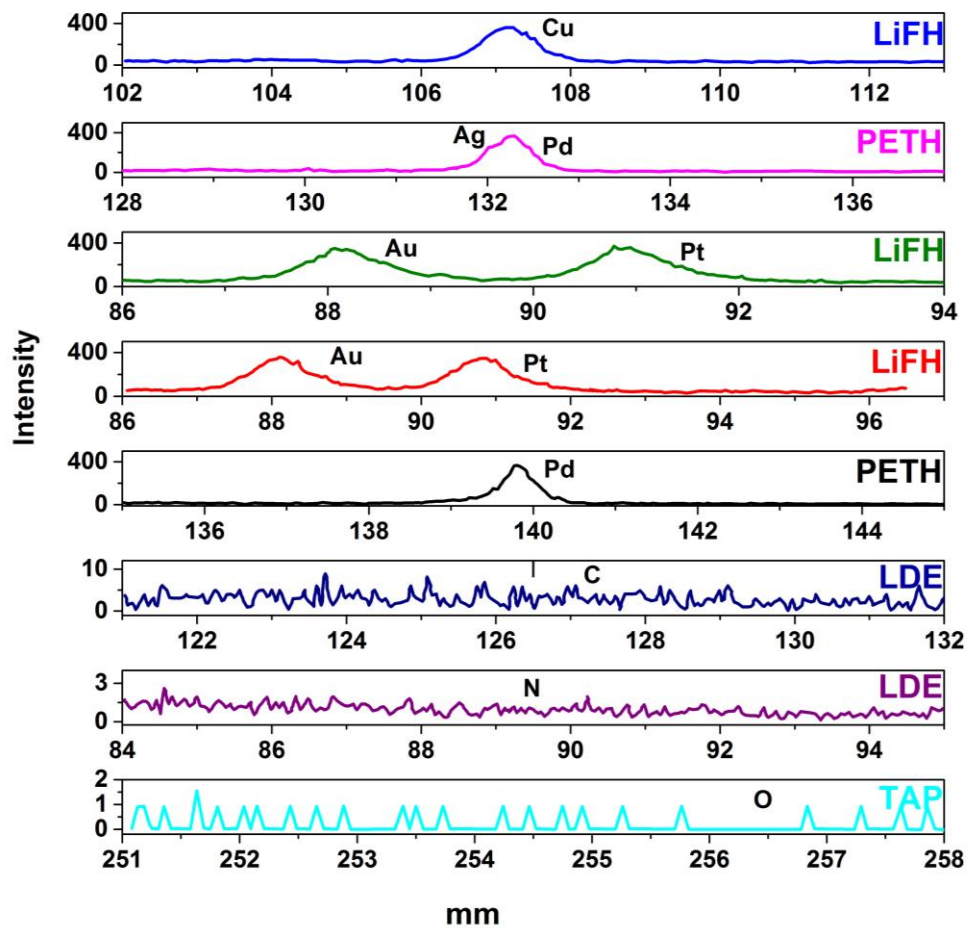 400
0
Cu
LiFH
102 104 106 108 110 112
400
0
Ag
Pd
PETH
128 130 132 134 136
400
0
Au
Pt
LiFH
86 88 90 92 94
400
0
Au
Pt
LiFH
86 88 90 92 94 96
400
0
Pd
PETH
136 138 140 142 144
10
0
C
LDE
122 124 126 128 130 132
3
0
N
LDE
84 86 88 90 92 94
2
1
0
O
TAP
251 252 253 254 255 256 257 258
Intensity
mm